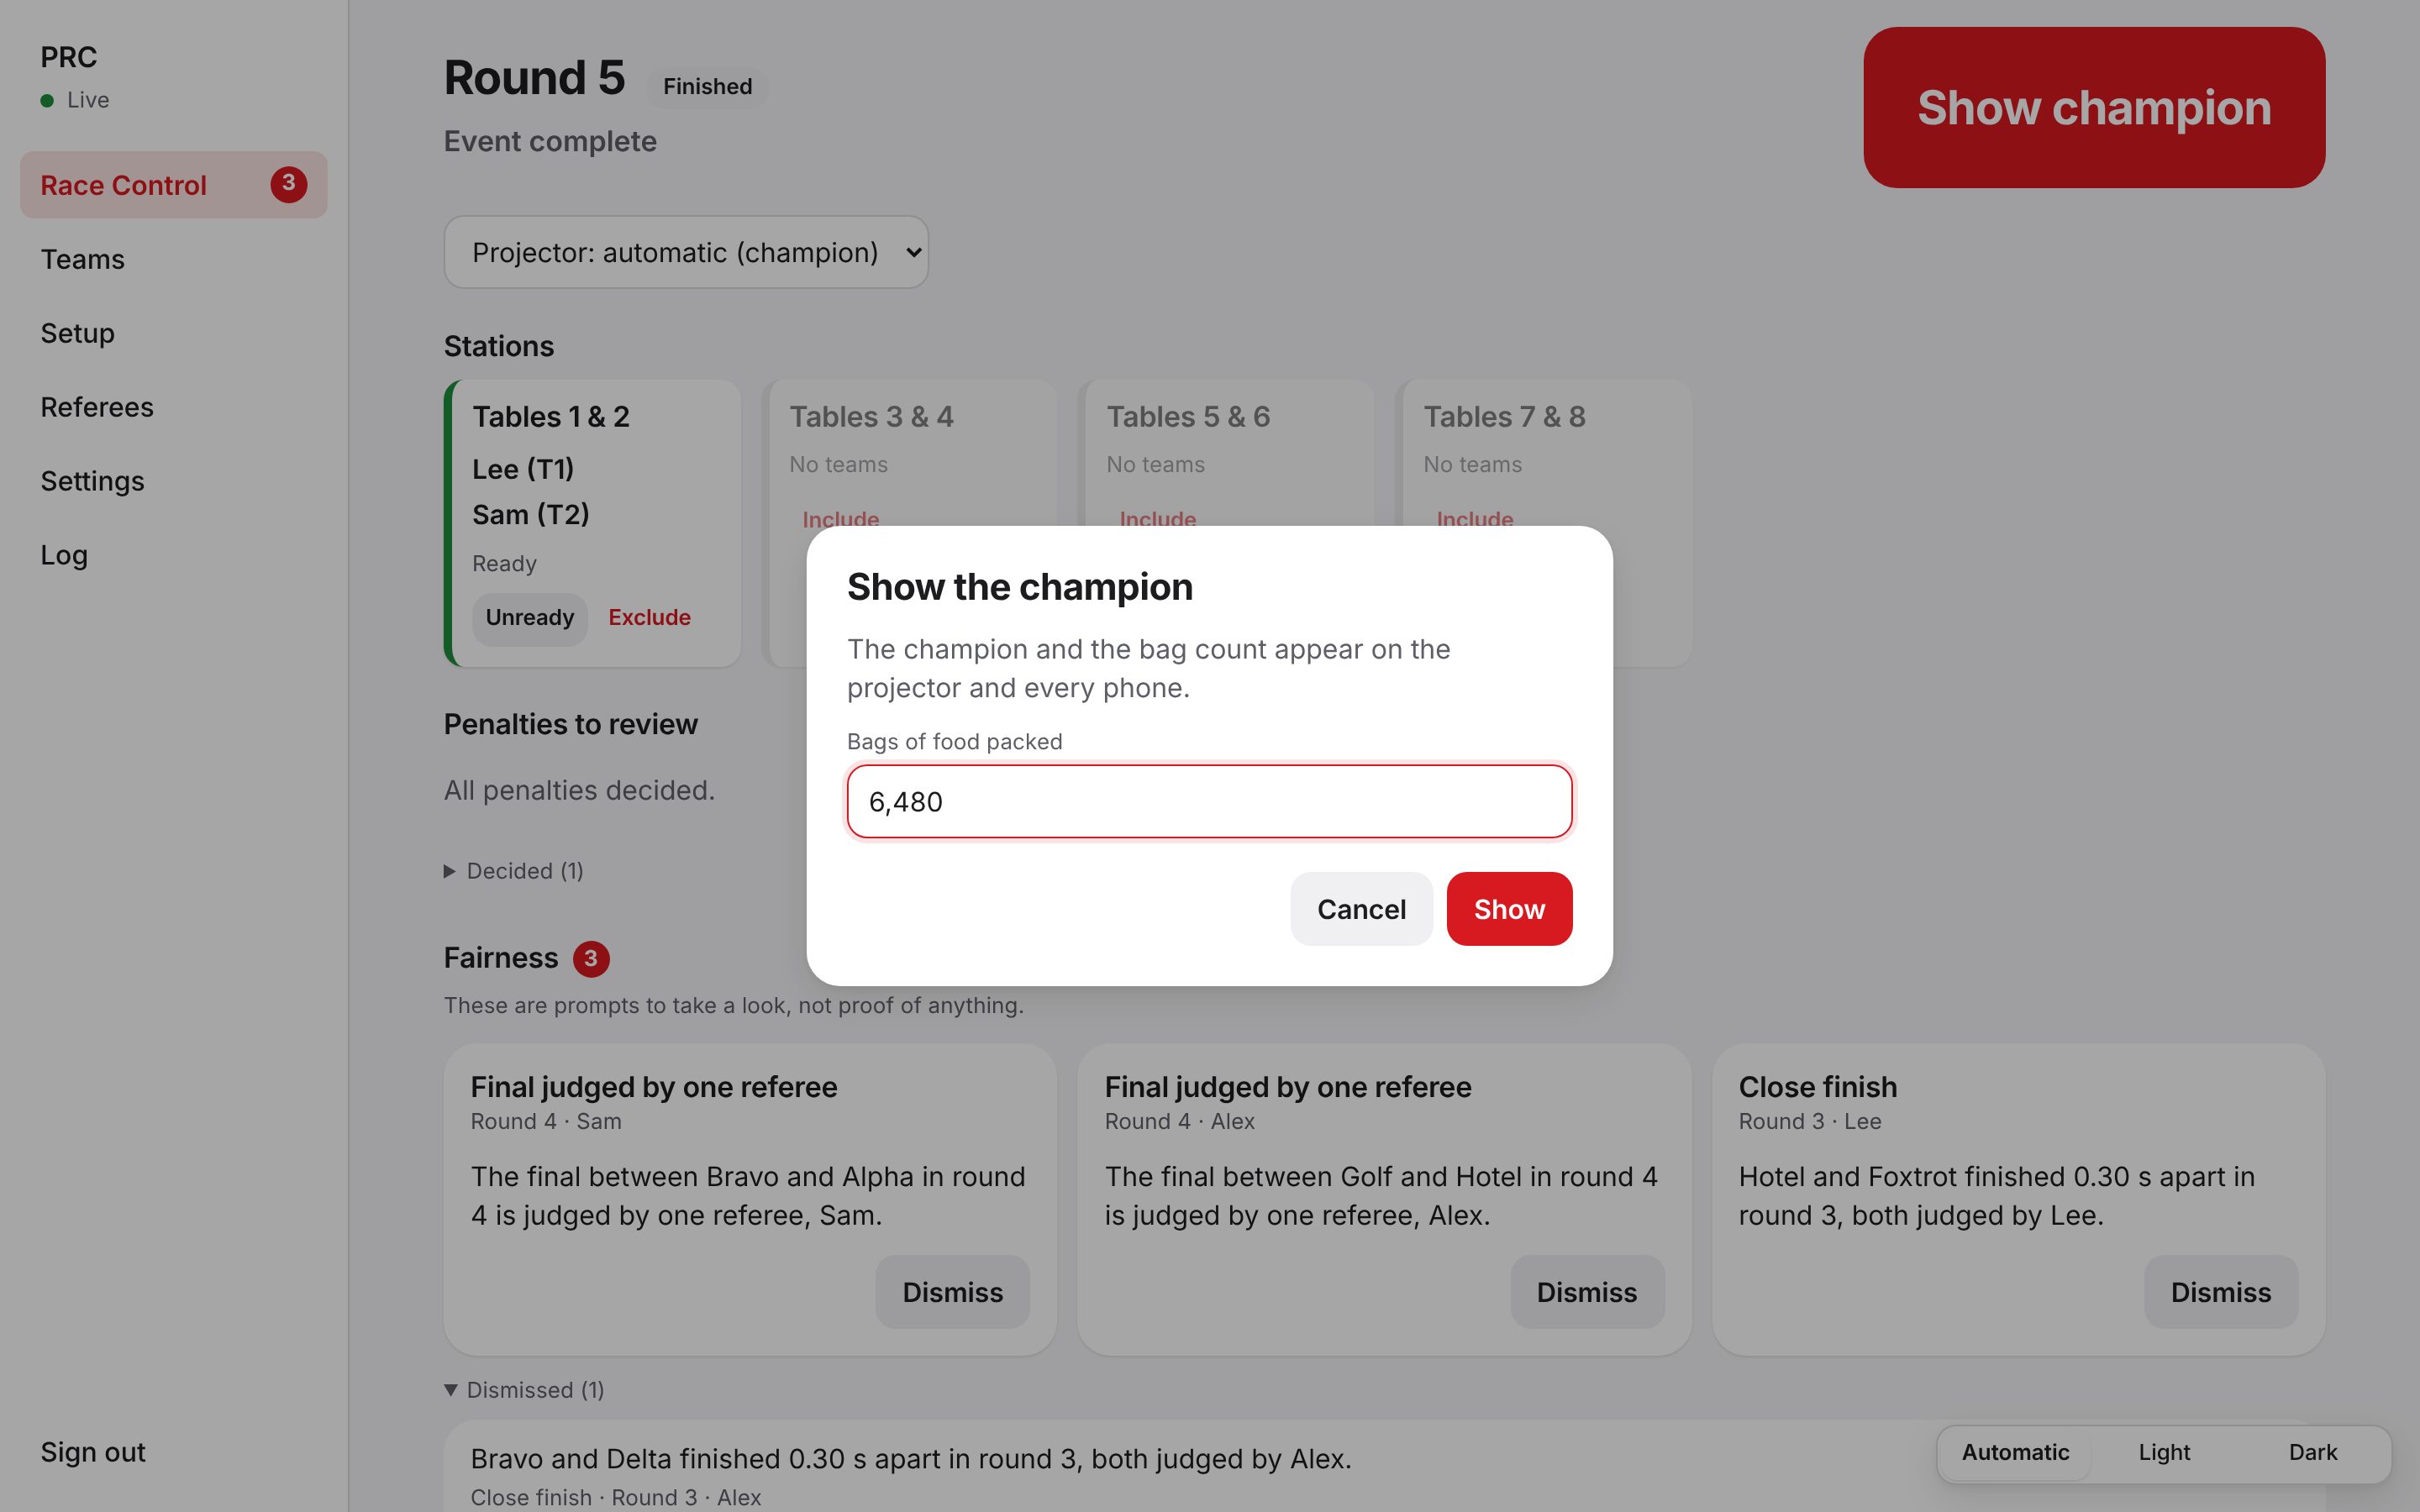 PRC
Live
Race Control 3
Teams
Setup
Referees
Settings
Log
Sign out
Round 5 Finished
Event complete
Show champion
Projector: automatic (champion)
Stations
Tables 1 & 2
Lee (T1)
Sam (T2)
Ready
Unready Exclude
Tables 3 & 4
No teams
Include
Tables 5 & 6
No teams
Include
Tables 7 & 8
No teams
Include
Show the champion
The champion and the bag count appear on the
projector and every phone.
Bags of food packed
6,480
Cancel Show
Penalties to review
All penalties decided.
Decided (1)
Fairness 3
These are prompts to take a look, not proof of anything.
Final judged by one referee
Round 4 · Sam
The final between Bravo and Alpha in round
4 is judged by one referee, Sam.
Dismiss
Final judged by one referee
Round 4 · Alex
The final between Golf and Hotel in round 4
is judged by one referee, Alex.
Dismiss
Close finish
Round 3 · Lee
Hotel and Foxtrot finished 0.30 s apart in
round 3, both judged by Lee.
Dismiss
Dismissed (1)
Bravo and Delta finished 0.30 s apart in round 3, both judged by Alex.
Close finish · Round 3 · Alex
Automatic Light Dark